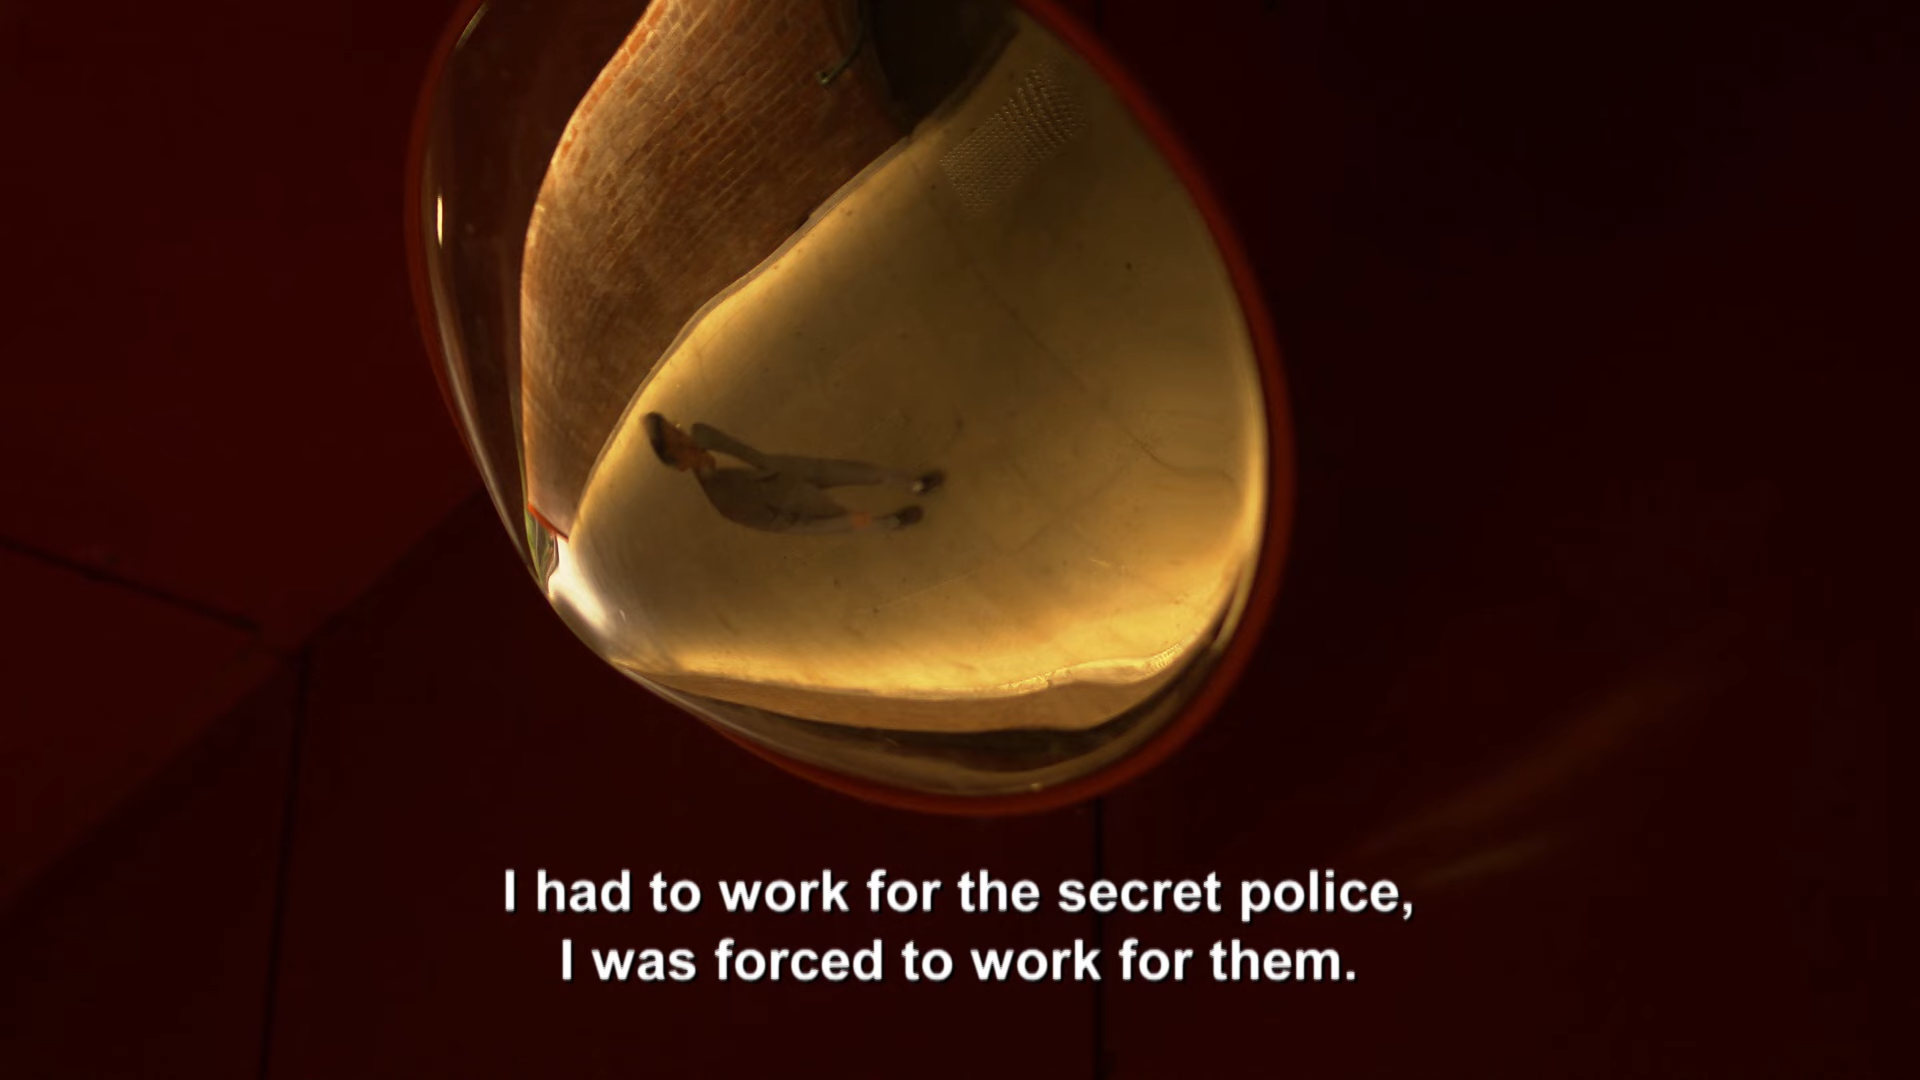 I had to work for the secret police,
I was forced to work for them.